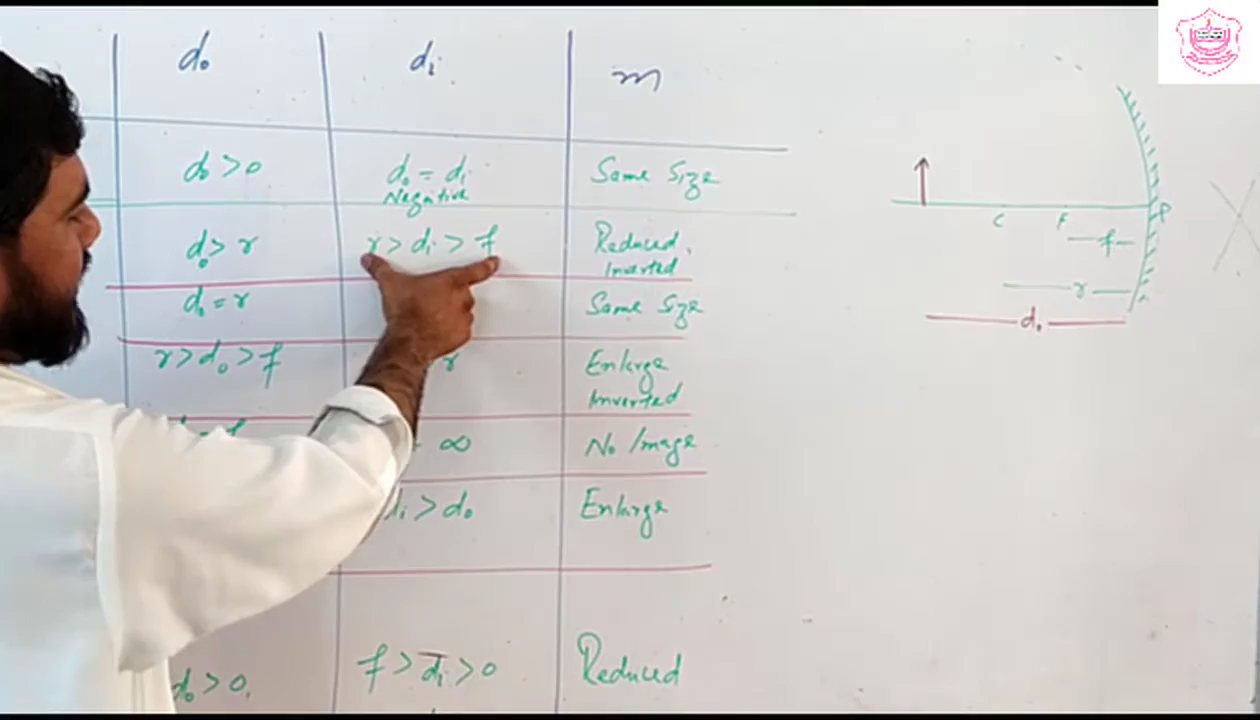 d₀ dᵢ m
d₀ > 0 d₀ = dᵢ Same Size
Negative
d₀ > r r > dᵢ > f Reduced,
Inverted
d₀ = r Same Size
r > d₀ > f r Enlarge
Inverted
∞ No Image
dᵢ > d₀ Enlarge
d₀ > 0, f > dᵢ > 0 Reduced
C F P
f
r
d₀